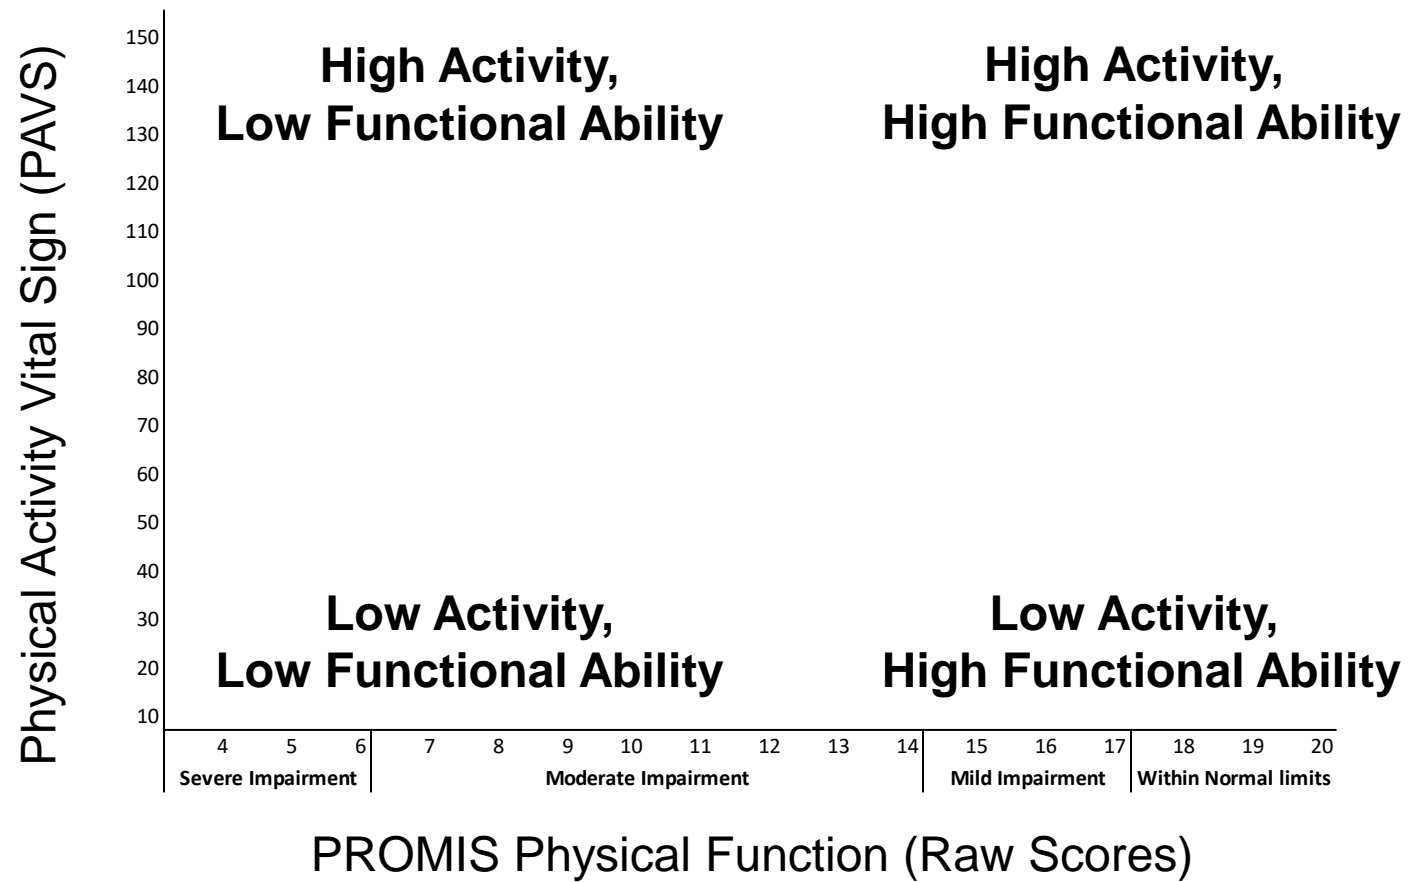 Physical Activity Vital Sign (PAVS)
150
140
130
120
110
100
90
80
70
60
50
40
30
20
10
High Activity,
Low Functional Ability
High Activity,
High Functional Ability
Low Activity,
Low Functional Ability
Low Activity,
High Functional Ability
4 5 6 7 8 9 10 11 12 13 14 15 16 17 18 19 20
Severe Impairment Moderate Impairment Mild Impairment Within Normal limits
PROMIS Physical Function (Raw Scores)